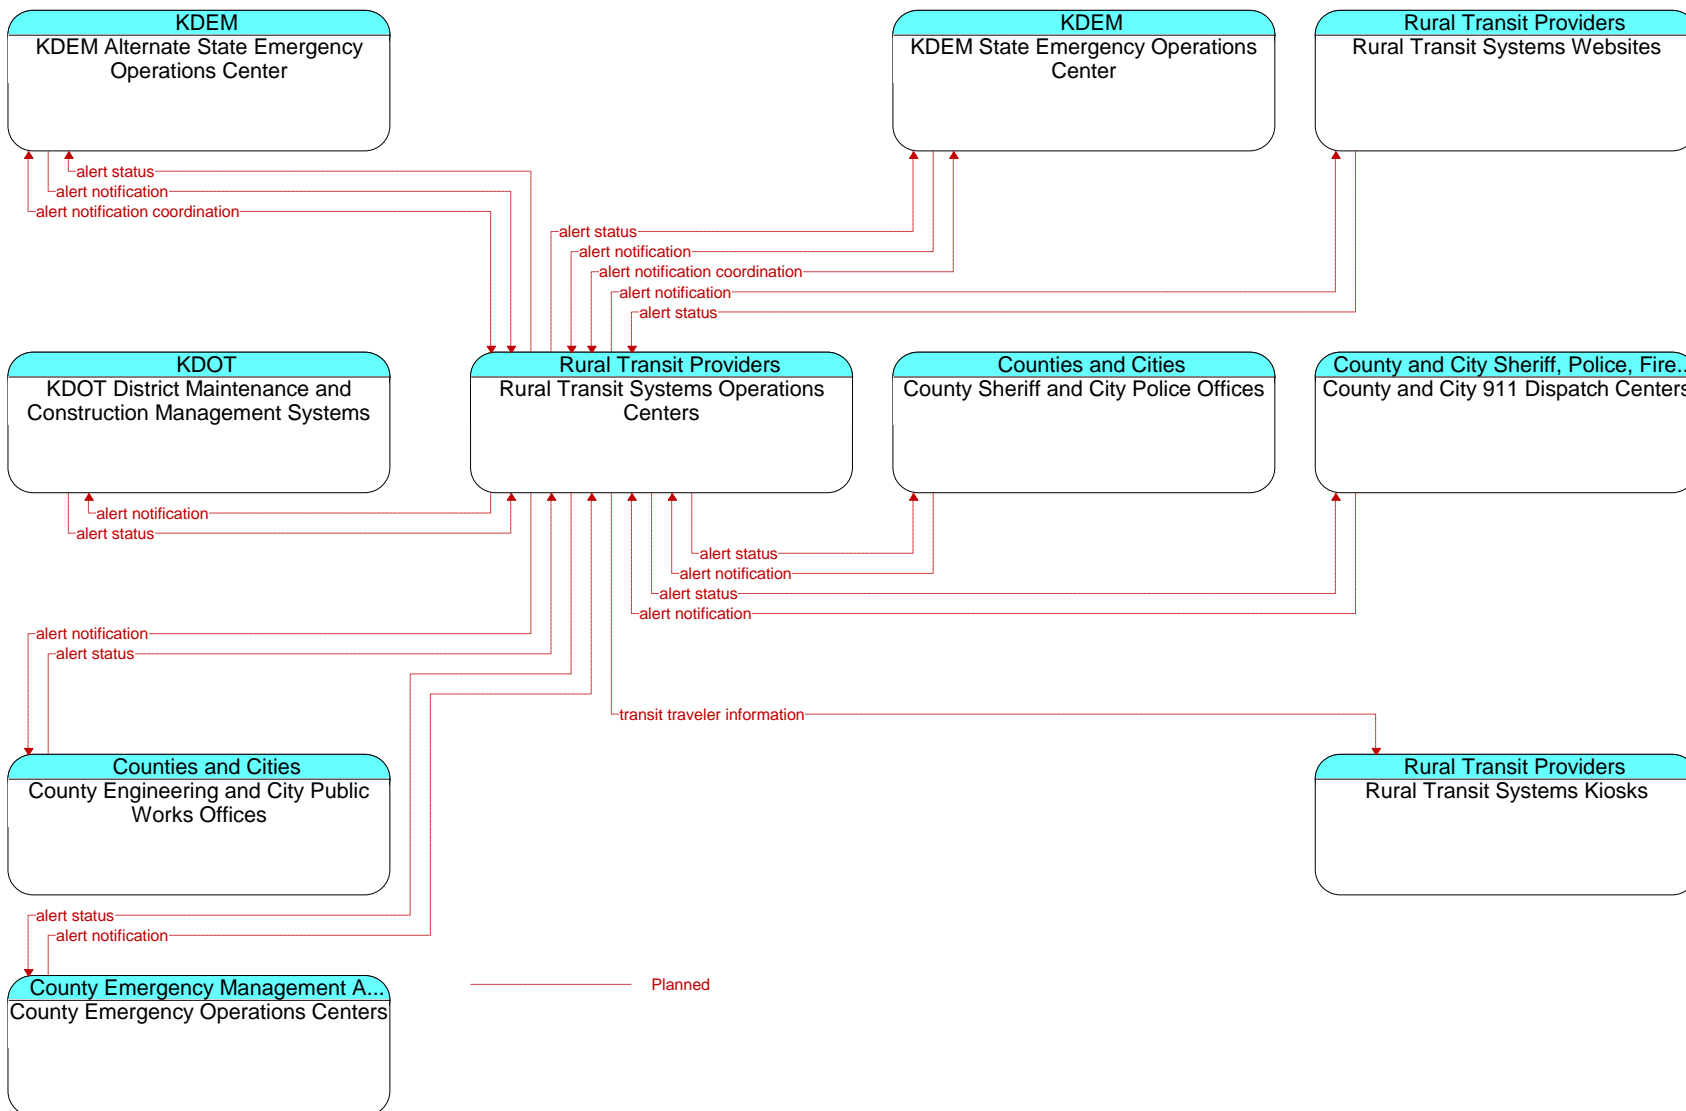 KDEM
KDEM Alternate State Emergency
Operations Center
KDEM
KDEM State Emergency Operations
Center
Rural Transit Providers
Rural Transit Systems Websites
alert status
alert notification
alert notification coordination
alert status
alert notification
alert notification coordination
alert notification
alert status
KDOT
KDOT District Maintenance and
Construction Management Systems
Rural Transit Providers
Rural Transit Systems Operations
Centers
Counties and Cities
County Sheriff and City Police Offices
County and City Sheriff, Police, Fire...
County and City 911 Dispatch Centers
alert notification
alert status
alert status
alert notification
alert status
alert notification
alert notification
alert status
transit traveler information
Counties and Cities
County Engineering and City Public
Works Offices
Rural Transit Providers
Rural Transit Systems Kiosks
alert status
alert notification
County Emergency Management A...
County Emergency Operations Centers
Planned